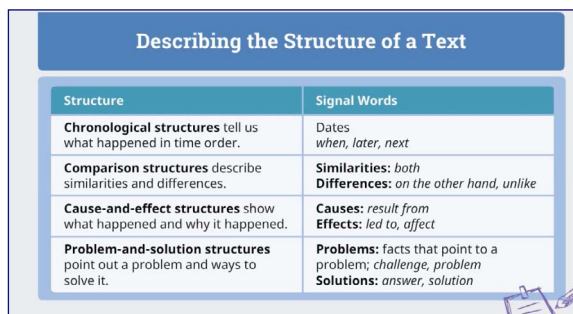 Describing the Structure of a Text
Structure
Signal Words
Chronological structures tell us
what happened in time order.
Dates
when, later, next
Comparison structures describe
similarities and differences.
Similarities: both
Differences: on the other hand, unlike
Cause-and-effect structures show
what happened and why it happened.
Causes: result from
Effects: led to, affect
Problem-and-solution structures
point out a problem and ways to
solve it.
Problems: facts that point to a
problem; challenge, problem
Solutions: answer, solution